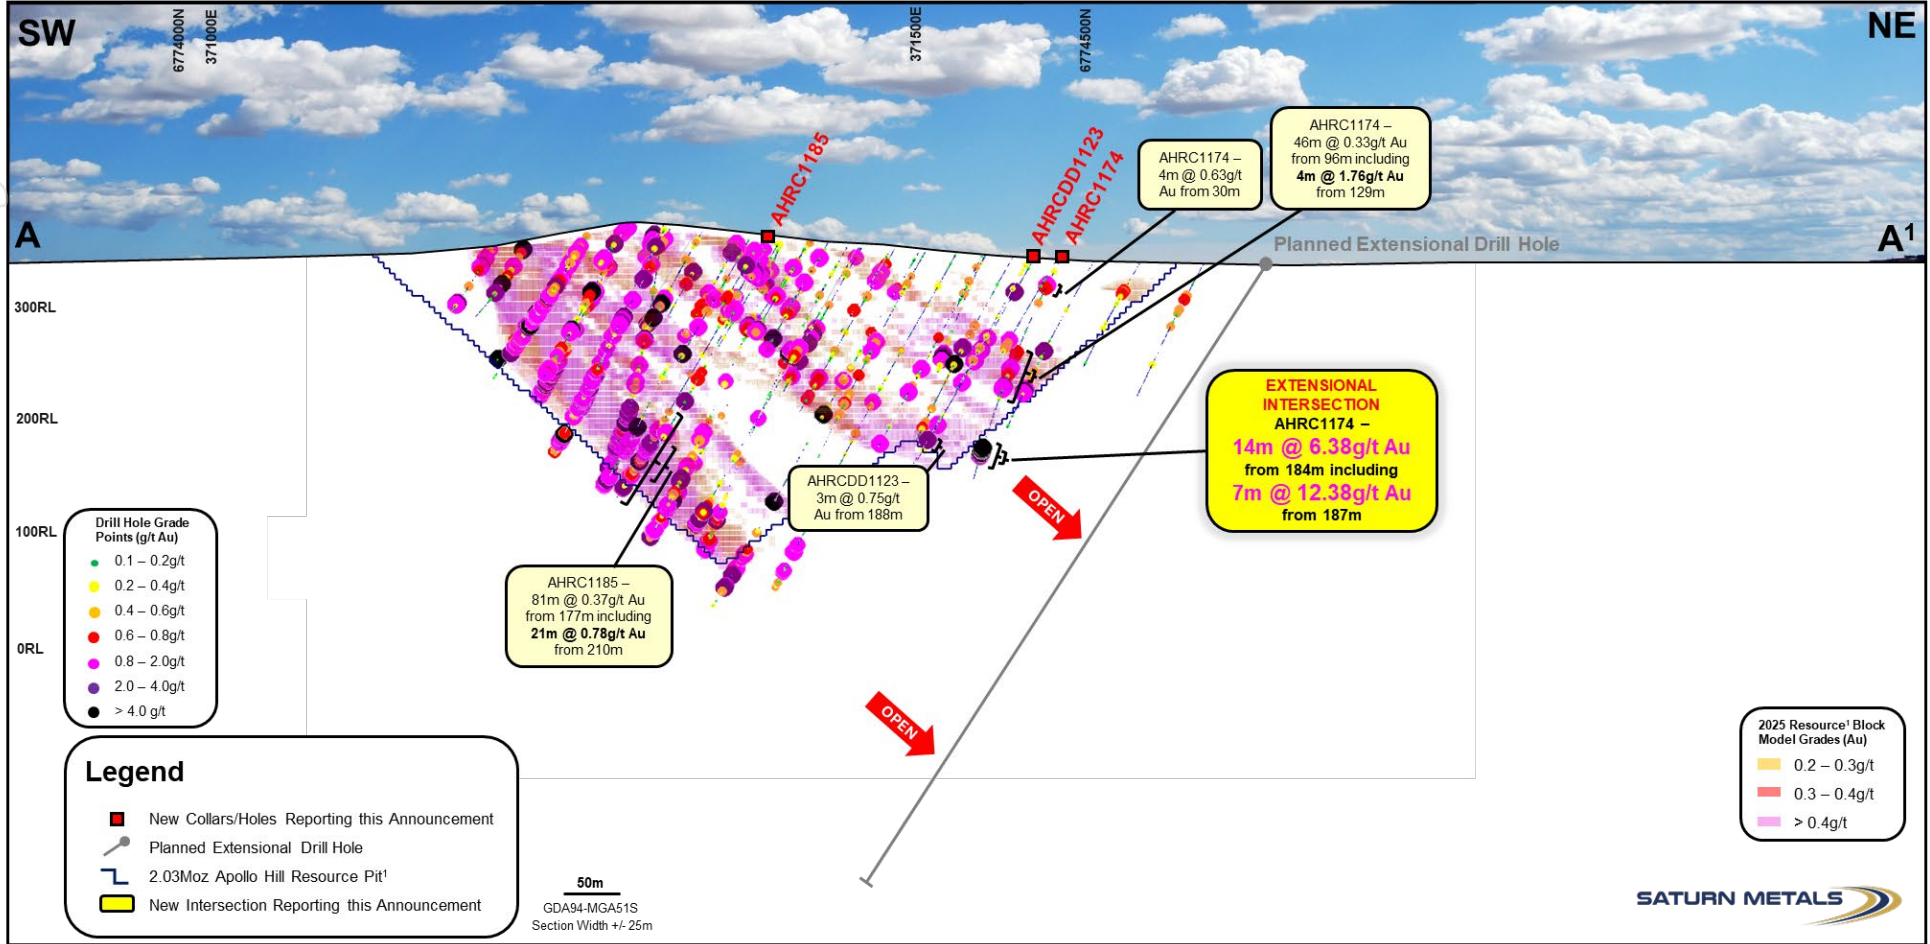 SW
NE
6774000N
371000E
371500E
6774500N
AHRC1185
AHRCDD1123
AHRC1174
AHRC1174 –
4m @ 0.63g/t
Au from 30m
AHRC1174 –
46m @ 0.33g/t Au
from 96m including
4m @ 1.76g/t Au
from 129m
A
A¹
Planned Extensional Drill Hole
300RL
200RL
100RL
0RL
EXTENSIONAL
INTERSECTION
AHRC1174 –
14m @ 6.38g/t Au
from 184m including
7m @ 12.38g/t Au
from 187m
AHRCDD1123 –
3m @ 0.75g/t
Au from 188m
OPEN
OPEN
AHRC1185 –
81m @ 0.37g/t Au
from 177m including
21m @ 0.78g/t Au
from 210m
Drill Hole Grade
Points (g/t Au)
0.1 – 0.2g/t
0.2 – 0.4g/t
0.4 – 0.6g/t
0.6 – 0.8g/t
0.8 – 2.0g/t
2.0 – 4.0g/t
> 4.0 g/t
Legend
New Collars/Holes Reporting this Announcement
Planned Extensional Drill Hole
2.03Moz Apollo Hill Resource Pit¹
New Intersection Reporting this Announcement
50m
GDA94-MGA51S
Section Width +/- 25m
2025 Resource¹ Block
Model Grades (Au)
0.2 – 0.3g/t
0.3 – 0.4g/t
> 0.4g/t
SATURN METALS